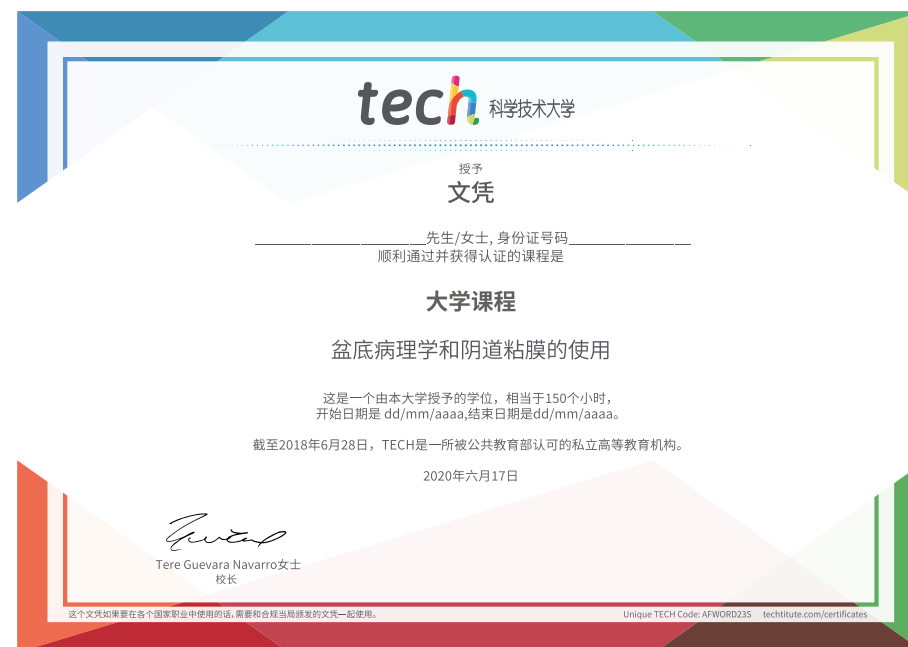 tech 科学技术大学
授予
文凭
______________________先生/女士, 身份证号码________________
顺利通过并获得认证的课程是
大学课程
盆底病理学和阴道粘膜的使用
这是一个由本大学授予的学位，相当于150个小时，
开始日期是 dd/mm/aaaa,结束日期是dd/mm/aaaa。
截至2018年6月28日，TECH是一所被公共教育部认可的私立高等教育机构。
2020年六月17日
Tere Guevara Navarro女士
校长
这个文凭如果要在各个国家职业中使用的话,需要和合规当局颁发的文凭一起使用。
Unique TECH Code: AFWORD23S techtitute.com/certificates